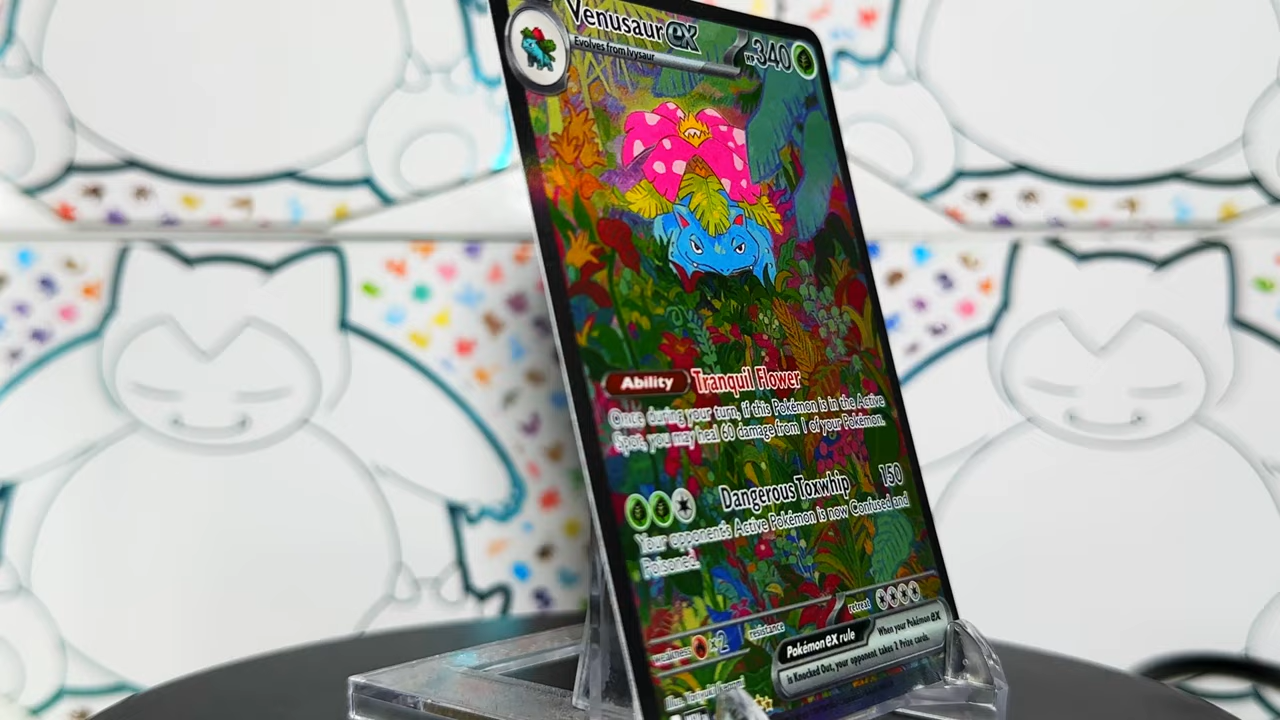 Venusaur ex
HP 340
Evolves from Ivysaur
Ability Tranquil Flower
Once during your turn, if this Pokémon is in the Active
Spot, you may heal 60 damage from 1 of your Pokémon.
Dangerous Toxwhip 150
Your opponent's Active Pokémon is now Confused and
Poisoned.
weakness ×2 resistance retreat
Pokémon ex rule When your Pokémon ex
is Knocked Out, your opponent takes 2 Prize cards.
Illus.